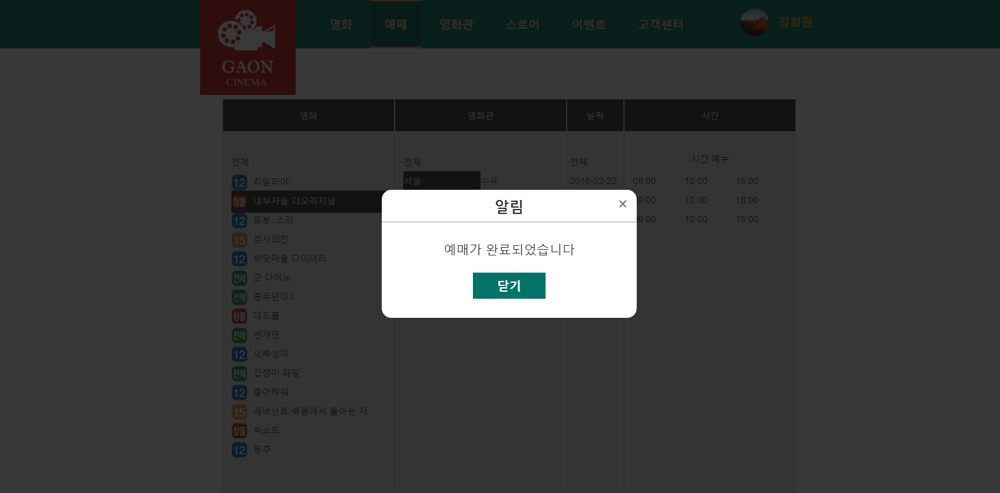 영화 예매 영화관 스토어 이벤트 고객센터 김회원
GAON
CINEMA
영화 영화관 날짜 시간
전체 전체 전체 시간 메뉴
12 히말라야 서울 수유 2016-02-22 09:00 12:00 18:00
청불 내부자들:디오리지널 9:00 12:00 18:00
12 로봇, 소리 9:00 12:00 18:00
15 검사외전
12 바닷마을 다이어리
전체 굿 다이노
전체 쿵푸팬더3
청불 데드풀
전체 번개맨
12 오빠생각
전체 겁쟁이 페달
12 좋아해줘
15 레버넌트:죽음에서 돌아온 자
청불 빅쇼트
12 동주
알림 ×
예매가 완료되었습니다
닫기